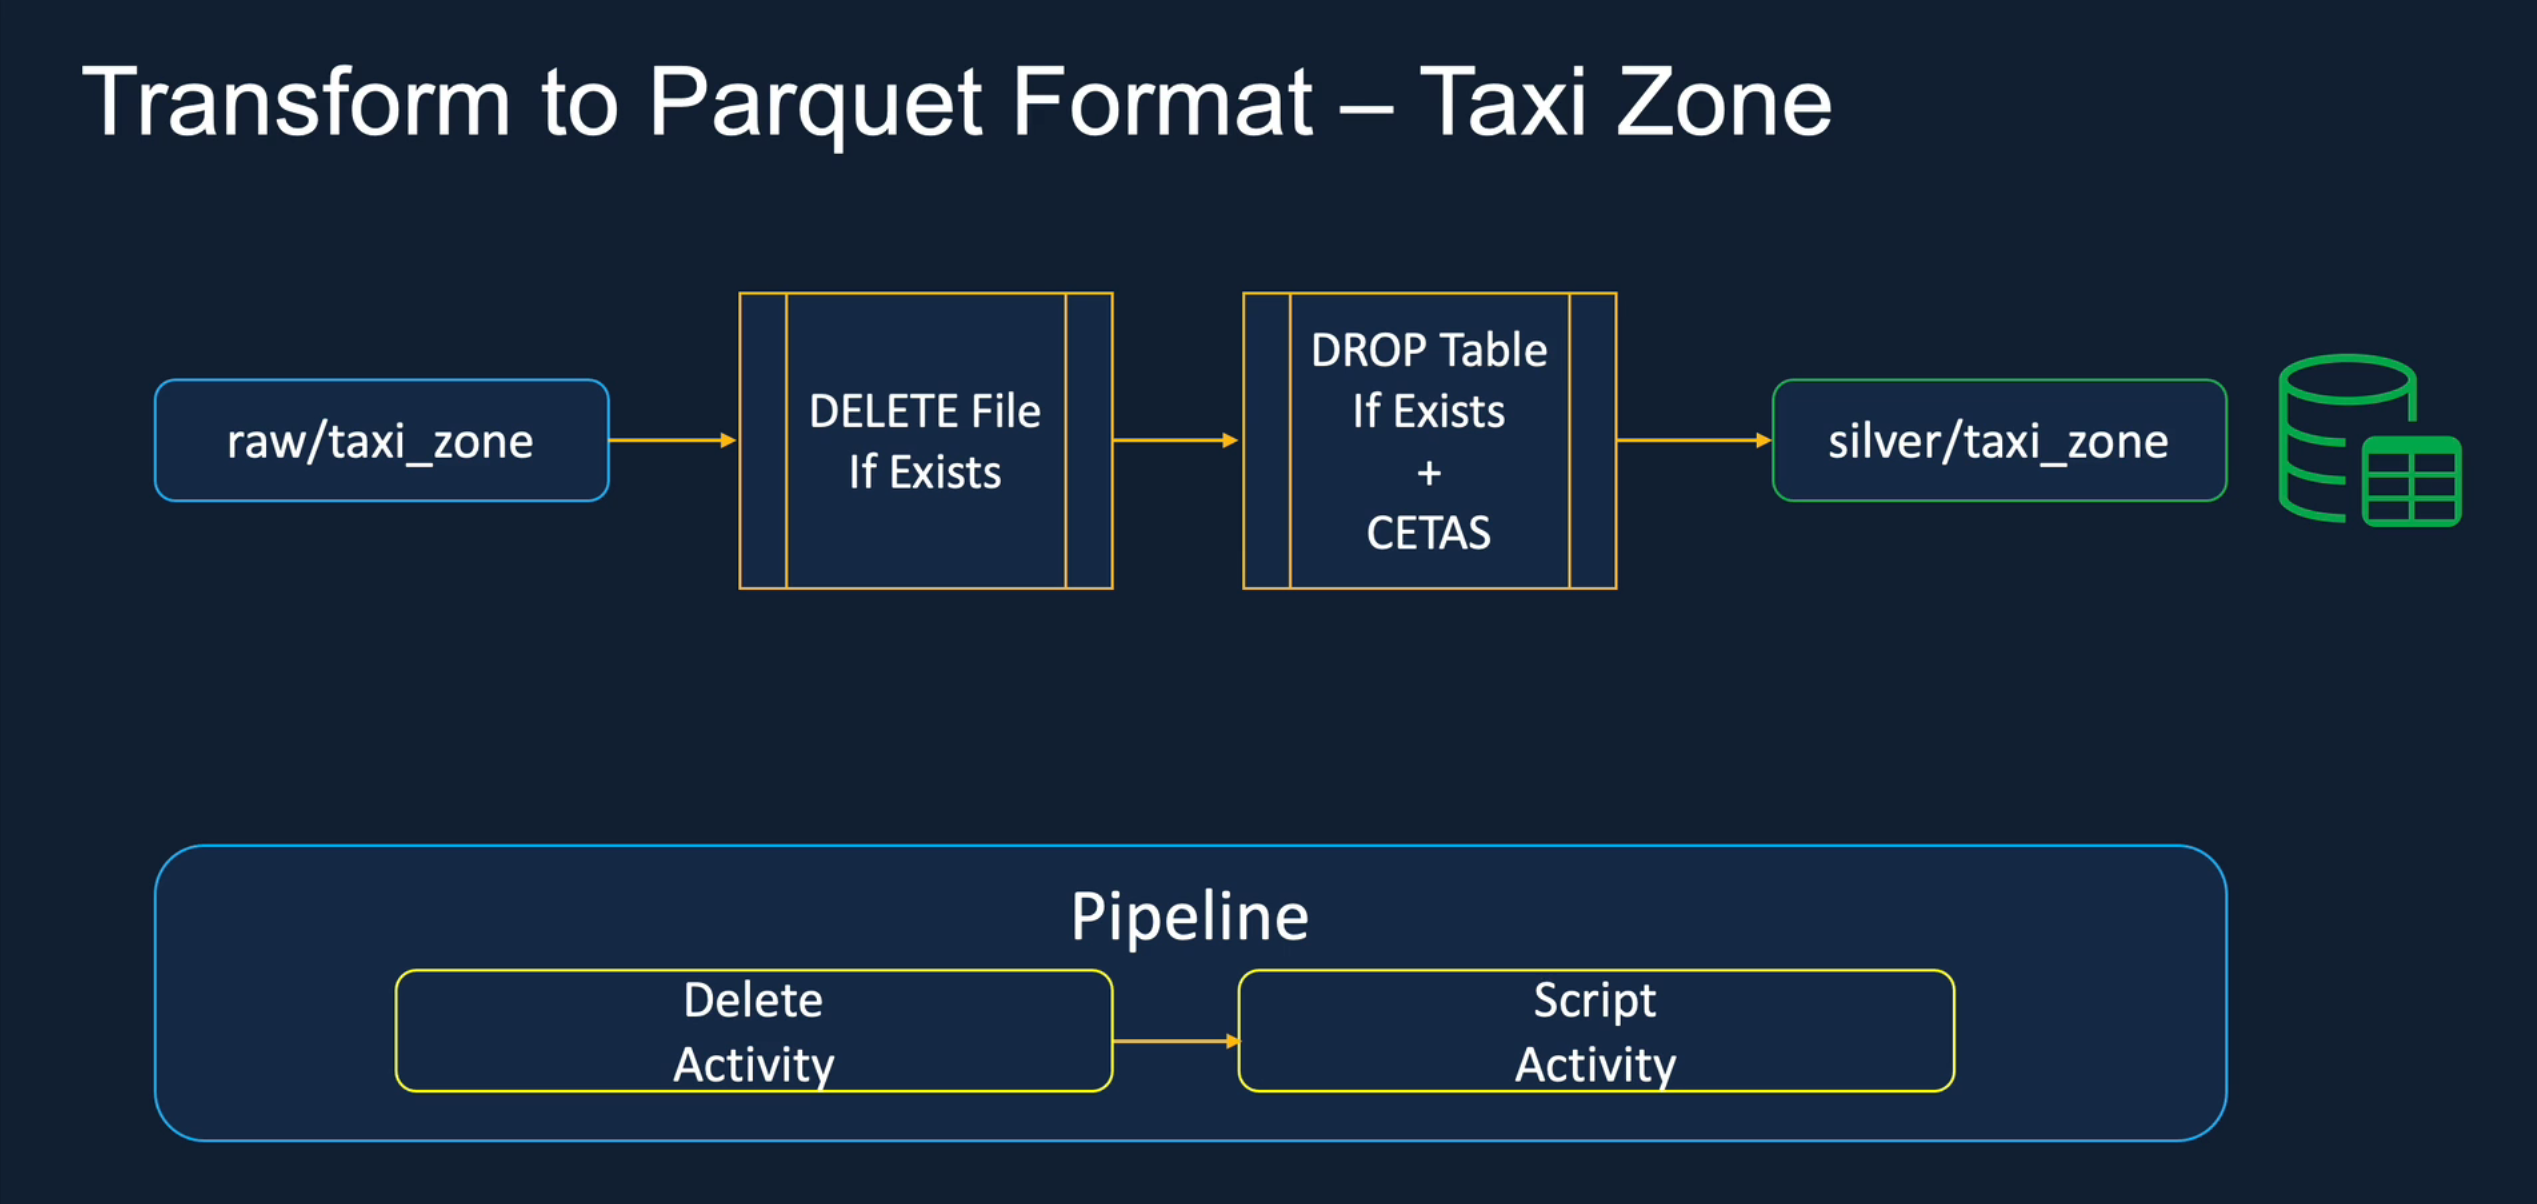 Transform to Parquet Format – Taxi Zone
raw/taxi_zone
DELETE File
If Exists
DROP Table
If Exists
+
CETAS
silver/taxi_zone
Pipeline
Delete
Activity
Script
Activity